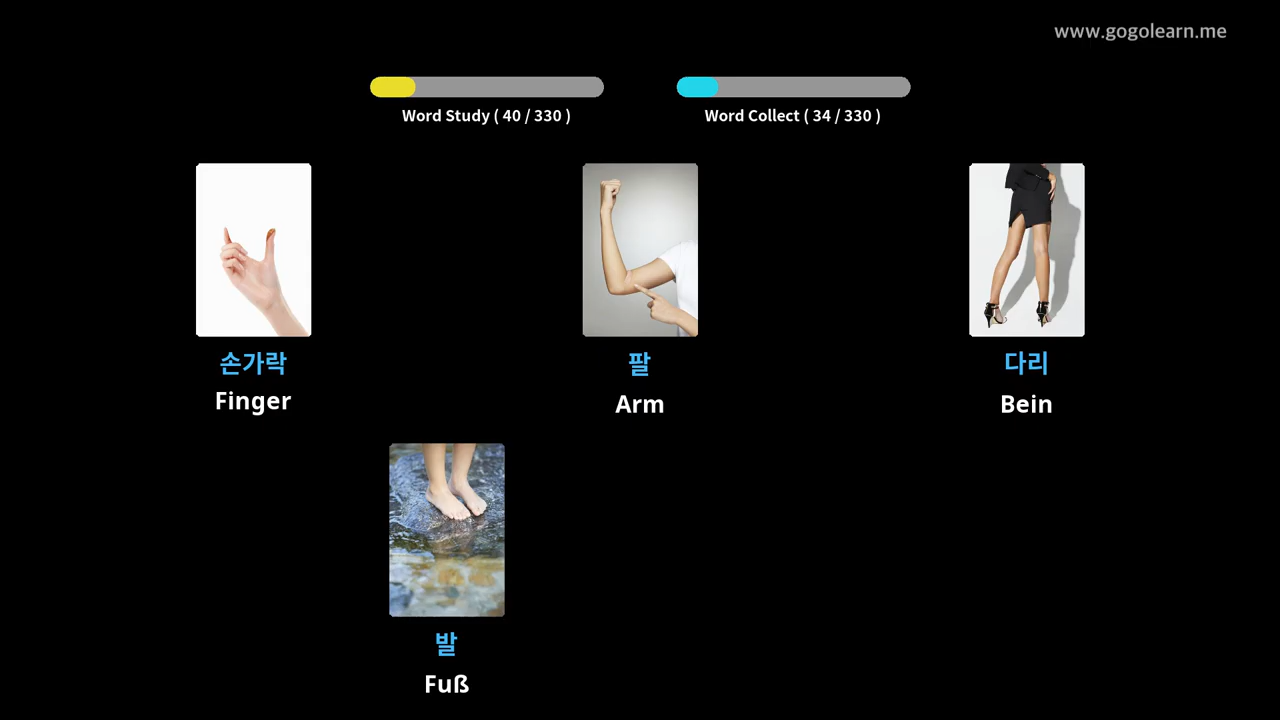 www.gogolearn.me
Word Study ( 40 / 330 )
Word Collect ( 34 / 330 )
손가락
Finger
팔
Arm
다리
Bein
발
Fuß